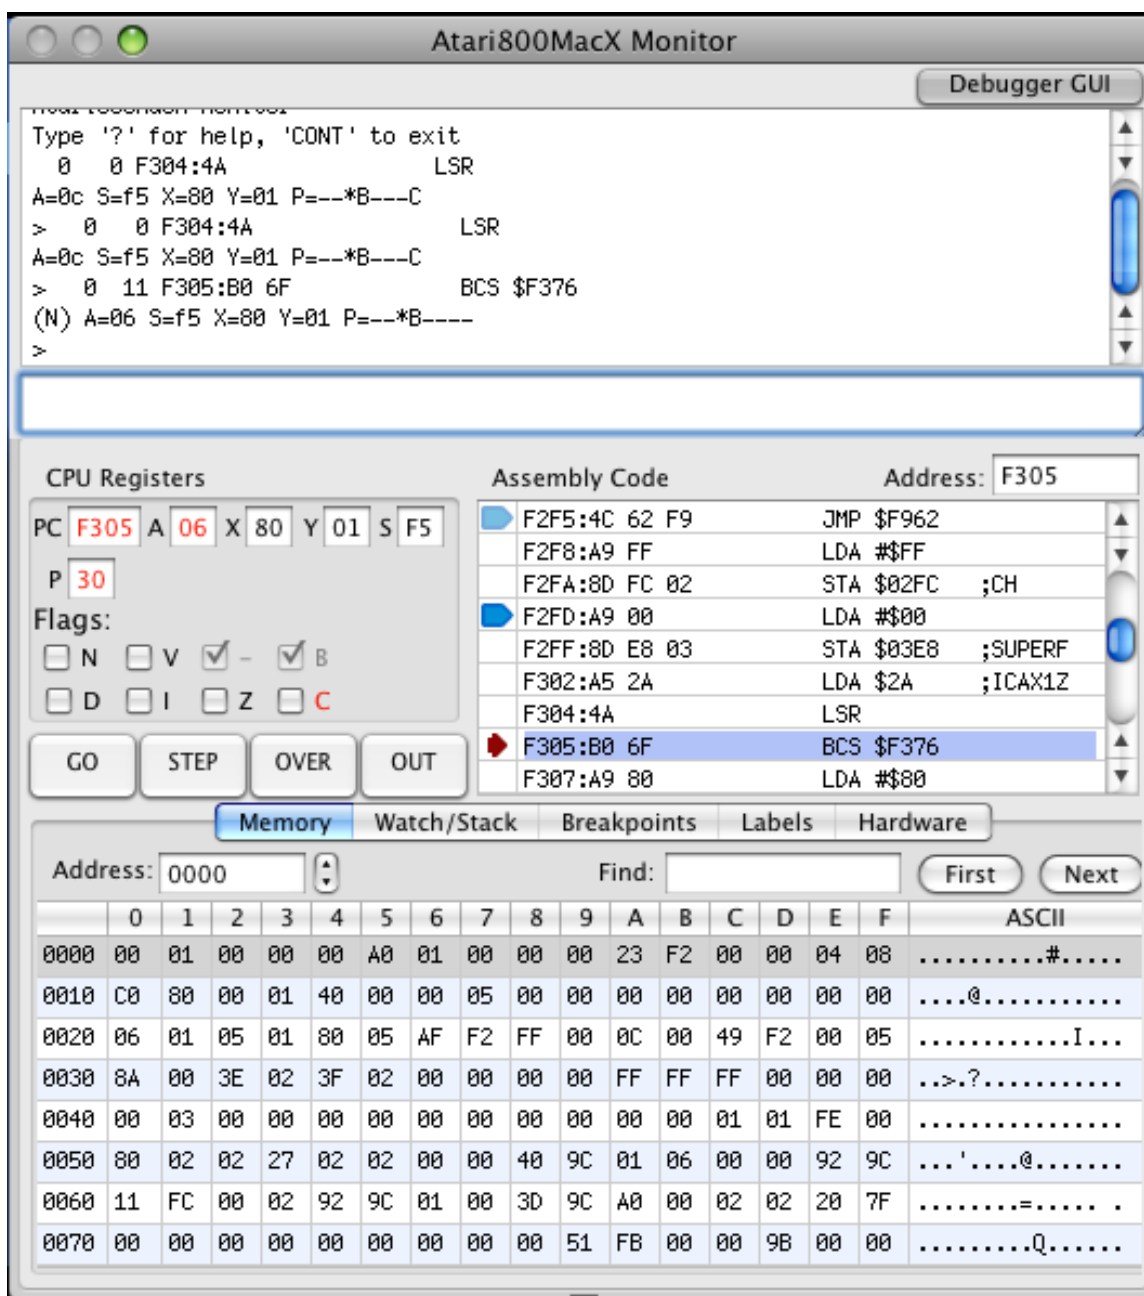 Atari800MacX Monitor
Debugger GUI
Type '?' for help, 'CONT' to exit
0 0 F304:4A LSR
A=0c S=f5 X=80 Y=01 P=--*B---C
> 0 0 F304:4A LSR
A=0c S=f5 X=80 Y=01 P=--*B---C
> 0 11 F305:B0 6F BCS $F376
(N) A=06 S=f5 X=80 Y=01 P=--*B----
>
CPU Registers
PC F305 A 06 X 80 Y 01 S F5
P 30
Flags:
N V - B
D I Z C
GO STEP OVER OUT
Assembly Code Address: F305
F2F5:4C 62 F9 JMP $F962
F2F8:A9 FF LDA #$FF
F2FA:8D FC 02 STA $02FC ;CH
F2FD:A9 00 LDA #$00
F2FF:8D E8 03 STA $03E8 ;SUPERF
F302:A5 2A LDA $2A ;ICAX1Z
F304:4A LSR
F305:B0 6F BCS $F376
F307:A9 80 LDA #$80
Memory Watch/Stack Breakpoints Labels Hardware
Address: 0000 Find: First Next
0 1 2 3 4 5 6 7 8 9 A B C D E F ASCII
0000 00 01 00 00 00 A0 01 00 00 00 23 F2 00 00 04 08 ..........#.....
0010 C0 80 00 01 40 00 00 05 00 00 00 00 00 00 00 00 ....@...........
0020 06 01 05 01 80 05 AF F2 FF 00 0C 00 49 F2 00 05 ............I...
0030 8A 00 3E 02 3F 02 00 00 00 00 FF FF FF 00 00 00 ..>.?...........
0040 00 03 00 00 00 00 00 00 00 00 00 00 01 01 FE 00 ................
0050 80 02 02 27 02 02 00 00 40 9C 01 06 00 00 92 9C ...'....@.......
0060 11 FC 00 02 92 9C 01 00 3D 9C A0 00 02 02 20 7F ........=..... .
0070 00 00 00 00 00 00 00 00 00 51 FB 00 00 9B 00 00 .........Q......